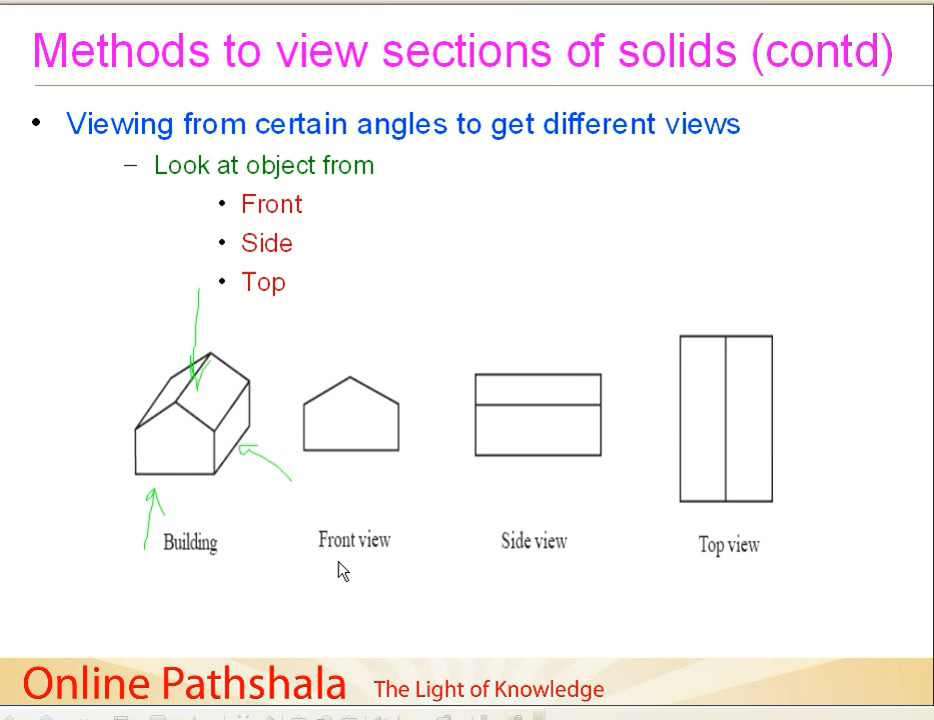 Methods to view sections of solids (contd)
• Viewing from certain angles to get different views
– Look at object from
• Front
• Side
• Top
Building
Front view
Side view
Top view
Online Pathshala The Light of Knowledge